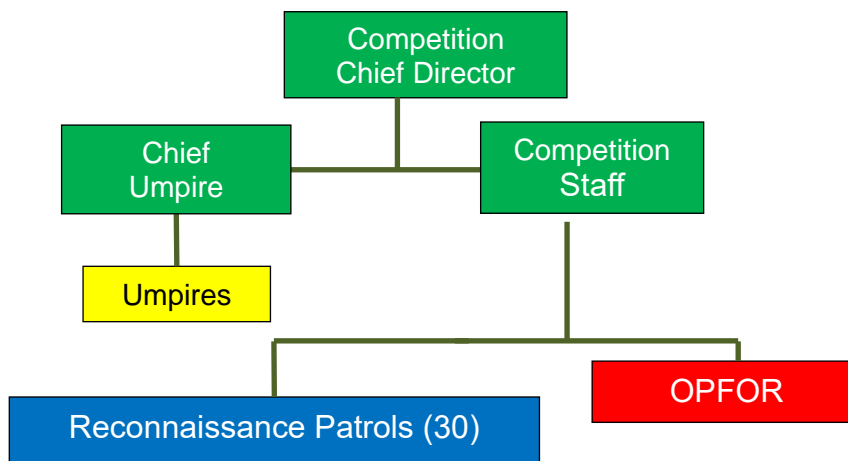 Competition
Chief Director
Chief
Umpire
Competition
Staff
Umpires
OPFOR
Reconnaissance Patrols (30)